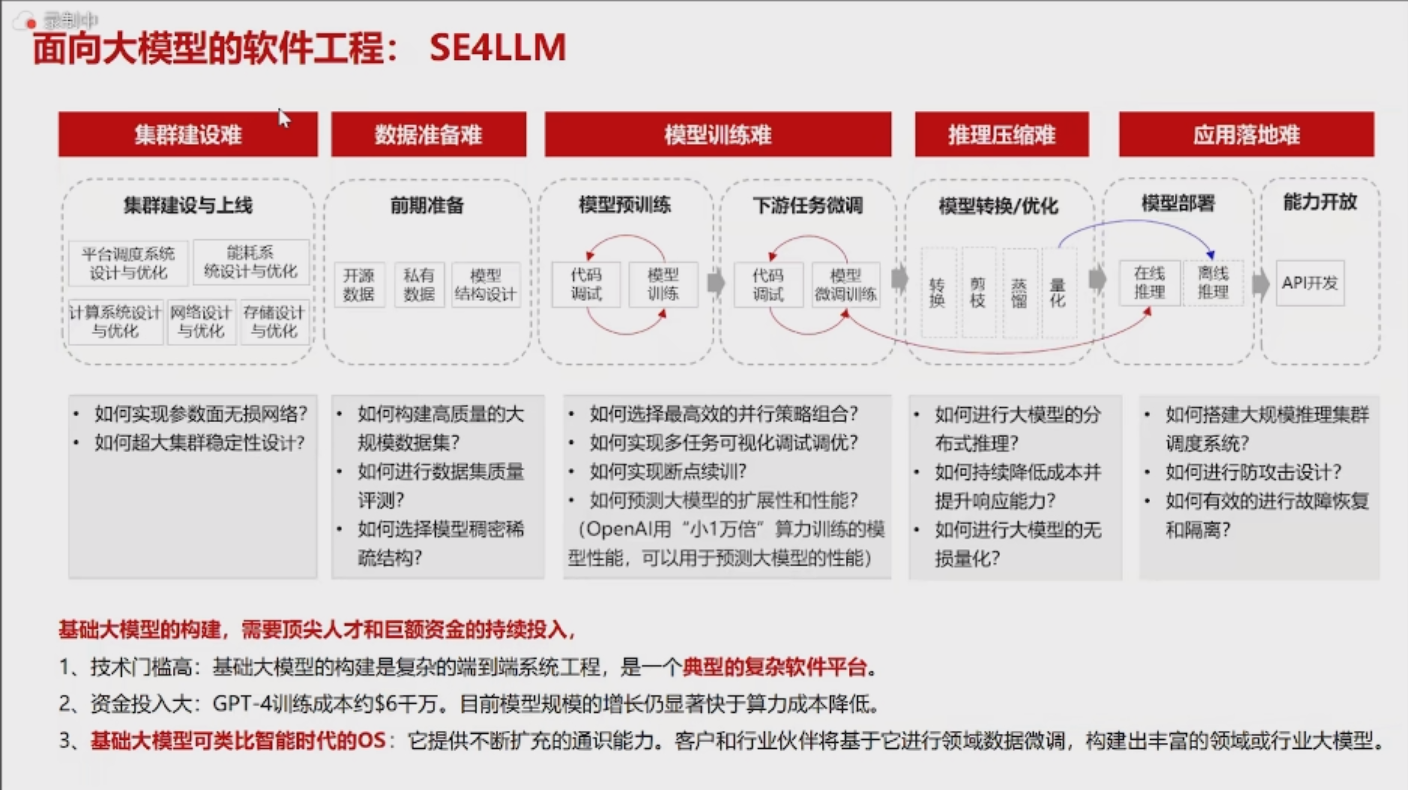 录制中
面向大模型的软件工程： SE4LLM
集群建设难
数据准备难
模型训练难
推理压缩难
应用落地难
集群建设与上线
平台调度系统
设计与优化
能耗系
统设计与优化
计算系统设计
与优化
网络设计
与优化
存储设计
与优化
前期准备
开源
数据
私有
数据
模型
结构设计
模型预训练
代码
调试
模型
训练
下游任务微调
代码
调试
模型
微调训练
模型转换/优化
转换
剪枝
蒸馏
量化
模型部署
在线
推理
离线
推理
能力开放
API开发
• 如何实现参数面无损网络？
• 如何超大集群稳定性设计？
• 如何构建高质量的大
规模数据集？
• 如何进行数据集质量
评测？
• 如何选择模型稠密稀
疏结构？
• 如何选择最高效的并行策略组合？
• 如何实现多任务可视化调试调优？
• 如何实现断点续训？
• 如何预测大模型的扩展性和性能？
（OpenAI用“小1万倍”算力训练的模
型性能，可以用于预测大模型的性能）
• 如何进行大模型的分
布式推理？
• 如何持续降低成本并
提升响应能力？
• 如何进行大模型的无
损量化？
• 如何搭建大规模推理集群
调度系统？
• 如何进行防攻击设计？
• 如何有效的进行故障恢复
和隔离？
基础大模型的构建，需要顶尖人才和巨额资金的持续投入，
1、技术门槛高：基础大模型的构建是复杂的端到端系统工程，是一个典型的复杂软件平台。
2、资金投入大：GPT-4训练成本约$6千万。目前模型规模的增长仍显著快于算力成本降低。
3、基础大模型可类比智能时代的OS：它提供不断扩充的通识能力。客户和行业伙伴将基于它进行领域数据微调，构建出丰富的领域或行业大模型。